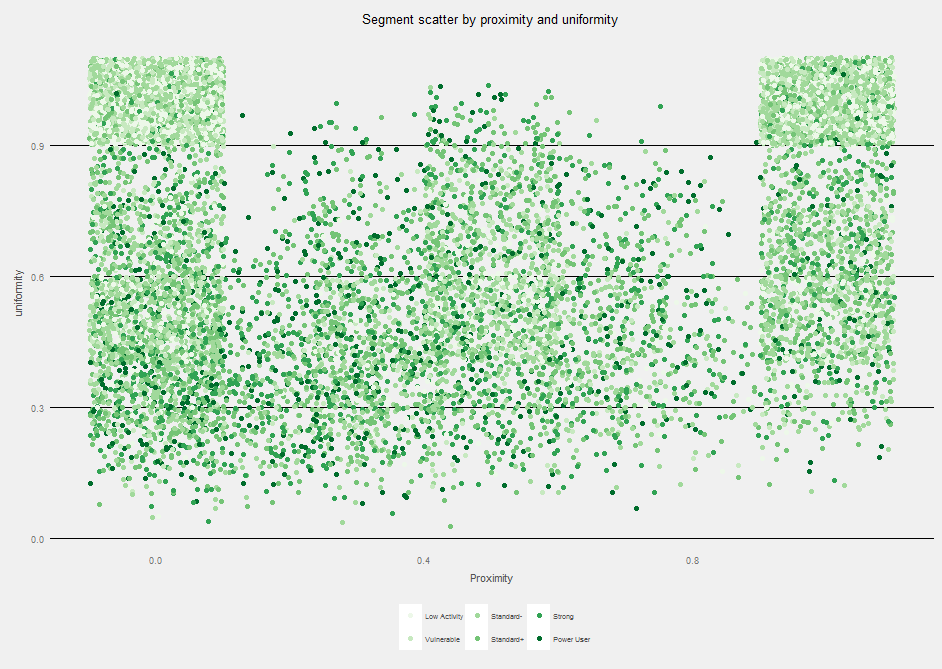 Segment scatter by proximity and uniformity
0.9
0.6
0.3
0.0
uniformity
0.0 0.4 0.8
Proximity
Low Activity Standard- Strong
Vulnerable Standard+ Power User